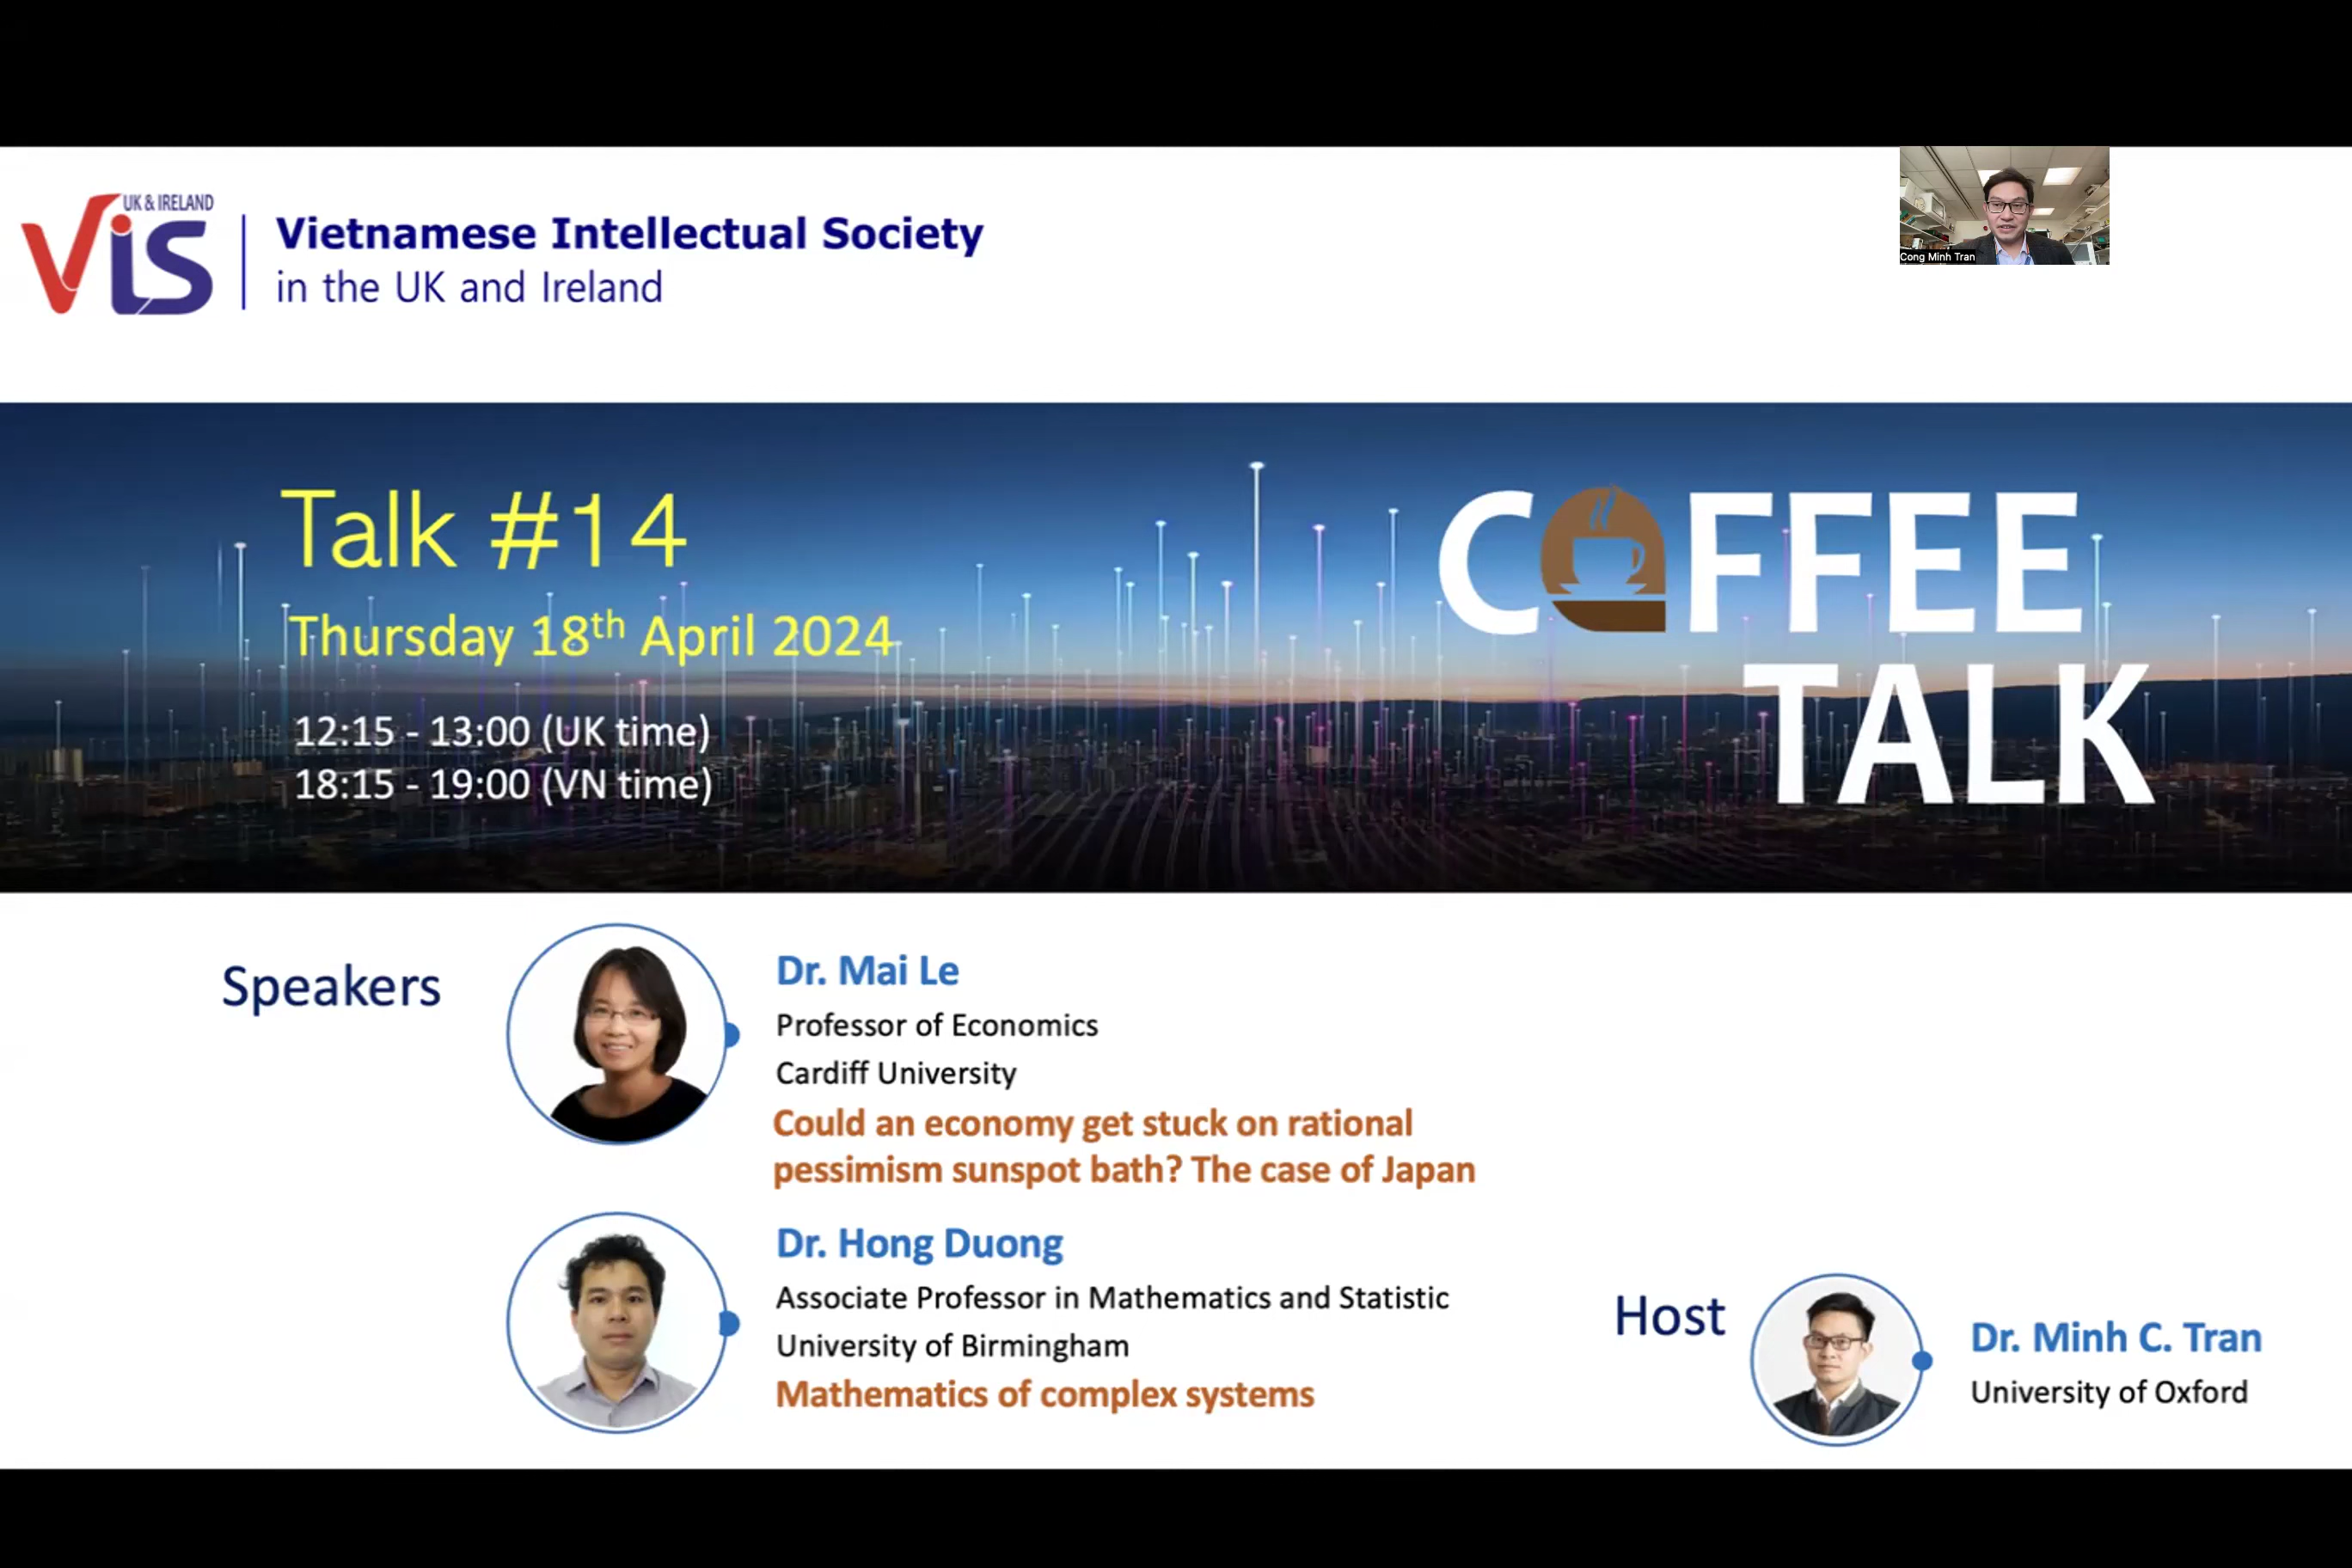 UK & IRELAND
ViS
Vietnamese Intellectual Society
in the UK and Ireland
Cong Minh Tran
Talk #14
Thursday 18th April 2024
12:15 - 13:00 (UK time)
18:15 - 19:00 (VN time)
COFFEE
TALK
Speakers
Dr. Mai Le
Professor of Economics
Cardiff University
Could an economy get stuck on rational
pessimism sunspot bath? The case of Japan
Dr. Hong Duong
Associate Professor in Mathematics and Statistic
University of Birmingham
Mathematics of complex systems
Host
Dr. Minh C. Tran
University of Oxford